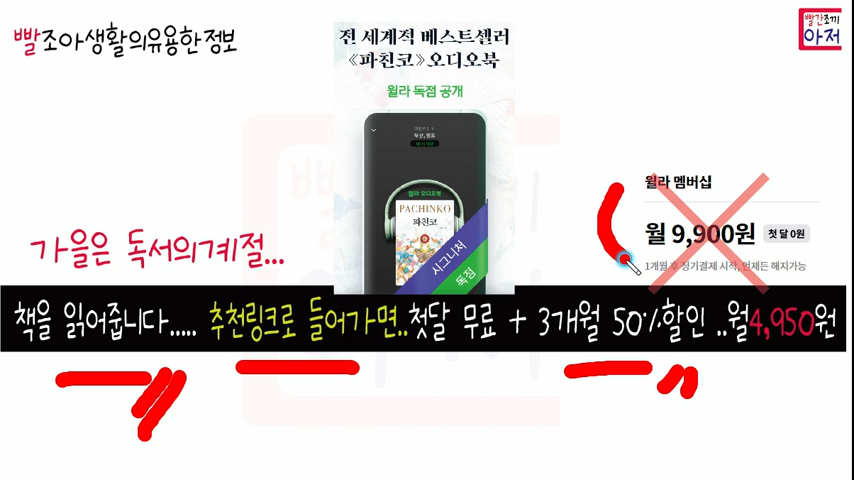 빨조아생활의유용한정보
빨간조끼
아저
전 세계적 베스트셀러
《파친코》오디오북
윌라 독점 공개
윌라 오디오북
PACHINKO
파친코
시그니처
독점
윌라 멤버십
월 9,900원 첫 달 0원
1개월 후 정기결제 시작, 언제든 해지가능
가을은 독서의계절...
책을 읽어줍니다..... 추천링크로 들어가면..첫달 무료 + 3개월 50%할인 ..월4,950원